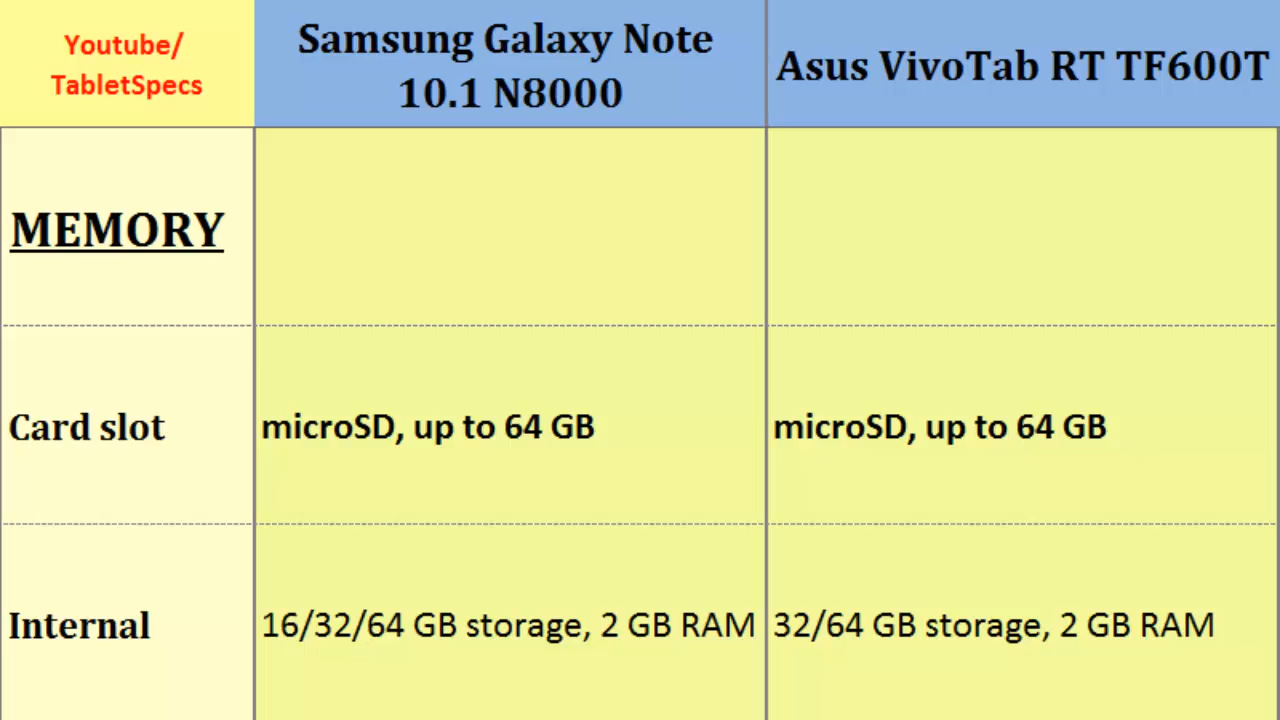 Youtube/
TabletSpecs
Samsung Galaxy Note
10.1 N8000
Asus VivoTab RT TF600T
MEMORY
Card slot
microSD, up to 64 GB
microSD, up to 64 GB
Internal
16/32/64 GB storage, 2 GB RAM
32/64 GB storage, 2 GB RAM